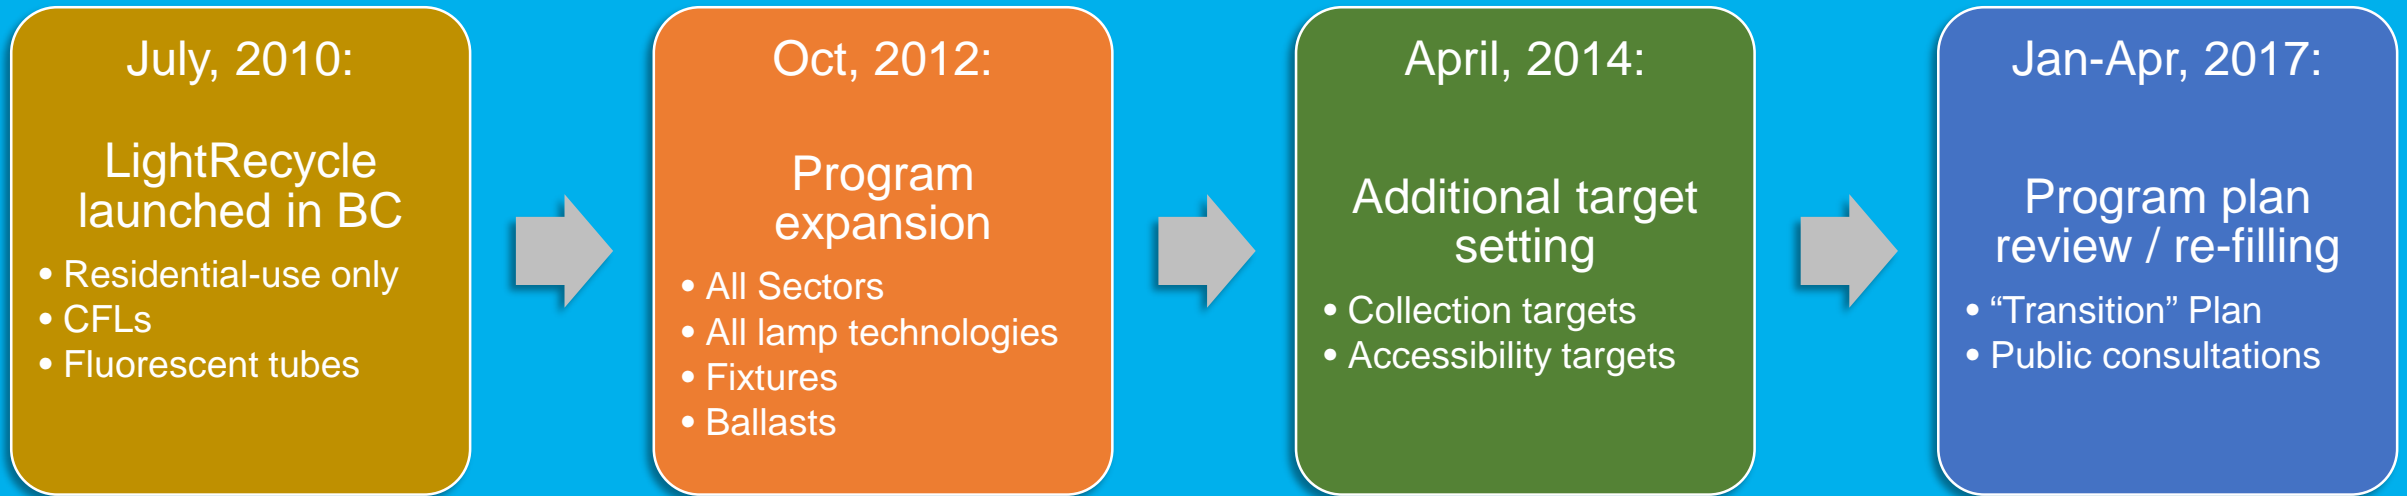 July, 2010:
LightRecycle
launched in BC
• Residential-use only
• CFLs
• Fluorescent tubes
Oct, 2012:
Program
expansion
• All Sectors
• All lamp technologies
• Fixtures
• Ballasts
April, 2014:
Additional target
setting
• Collection targets
• Accessibility targets
Jan-Apr, 2017:
Program plan
review / re-filling
• “Transition” Plan
• Public consultations